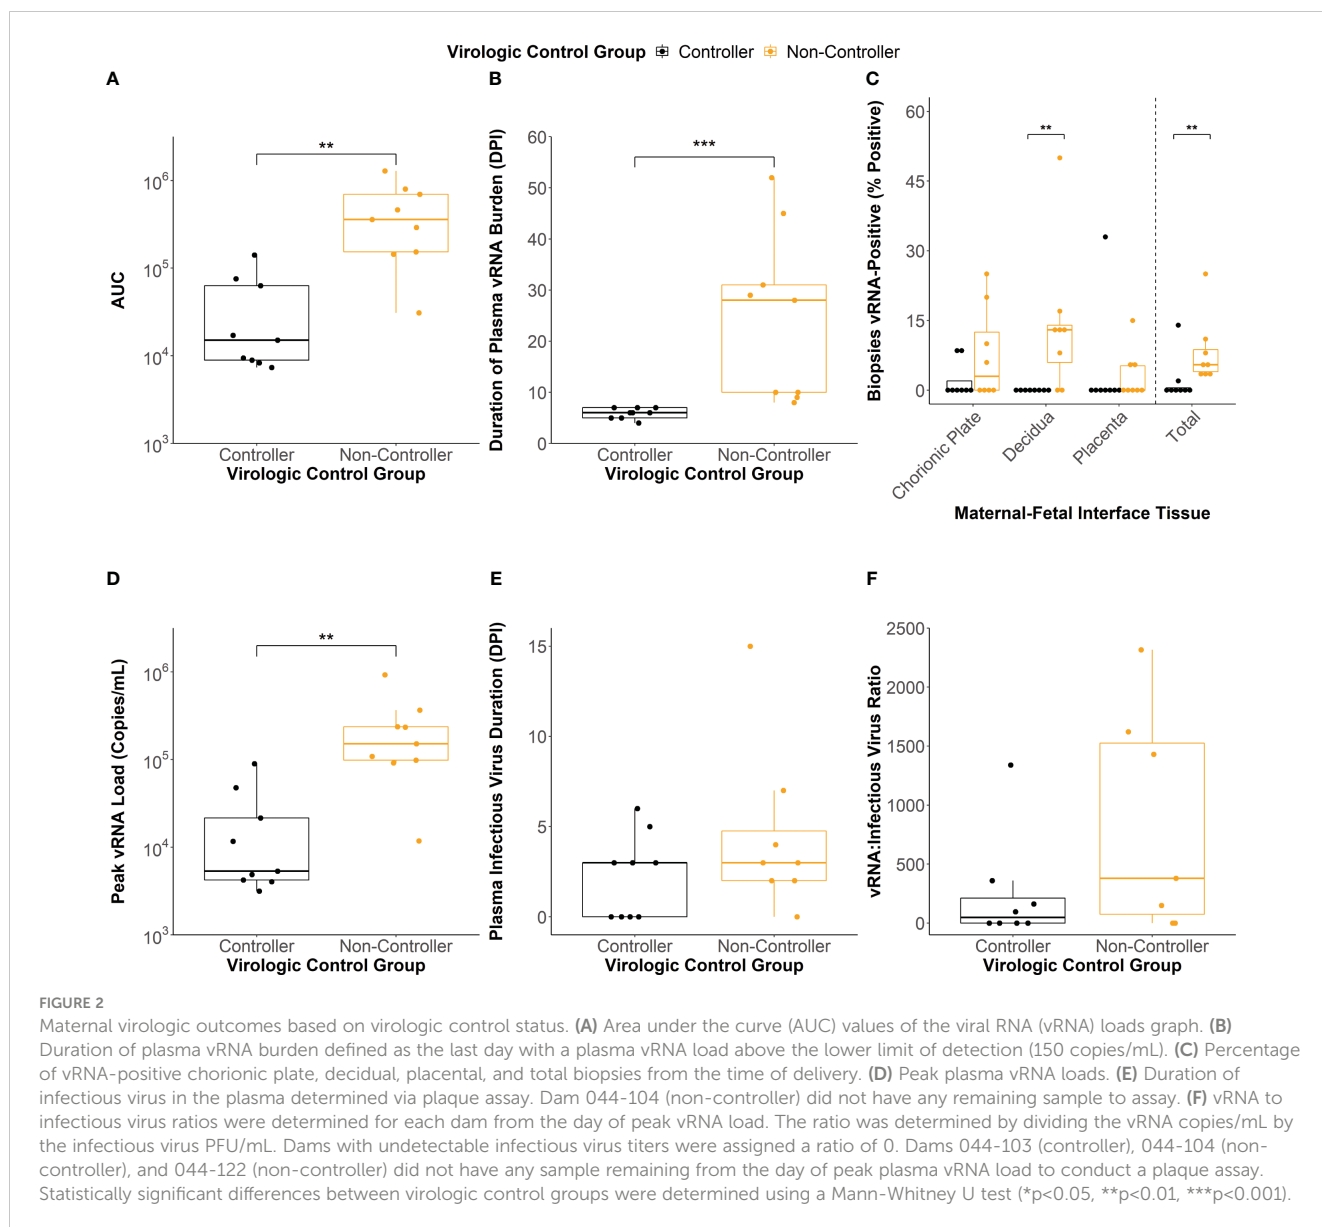 Virologic Control Group Controller Non-Controller
A
AUC
10^6
10^5
10^4
10^3
**
Controller Non-Controller
Virologic Control Group
B
Duration of Plasma vRNA Burden (DPI)
60
50
40
30
20
10
0
***
Controller Non-Controller
Virologic Control Group
C
Biopsies vRNA-Positive (% Positive)
60
45
30
15
0
** **
Chorionic Plate Decidua Placenta Total
Maternal-Fetal Interface Tissue
D
Peak vRNA Load (Copies/mL)
10^6
10^5
10^4
10^3
**
Controller Non-Controller
Virologic Control Group
E
Plasma Infectious Virus Duration (DPI)
15
10
5
0
Controller Non-Controller
Virologic Control Group
F
vRNA:Infectious Virus Ratio
2500
2000
1500
1000
500
0
Controller Non-Controller
Virologic Control Group
FIGURE 2
Maternal virologic outcomes based on virologic control status. (A) Area under the curve (AUC) values of the viral RNA (vRNA) loads graph. (B)
Duration of plasma vRNA burden defined as the last day with a plasma vRNA load above the lower limit of detection (150 copies/mL). (C) Percentage
of vRNA-positive chorionic plate, decidual, placental, and total biopsies from the time of delivery. (D) Peak plasma vRNA loads. (E) Duration of
infectious virus in the plasma determined via plaque assay. Dam 044-104 (non-controller) did not have any remaining sample to assay. (F) vRNA to
infectious virus ratios were determined for each dam from the day of peak vRNA load. The ratio was determined by dividing the vRNA copies/mL by
the infectious virus PFU/mL. Dams with undetectable infectious virus titers were assigned a ratio of 0. Dams 044-103 (controller), 044-104 (non-
controller), and 044-122 (non-controller) did not have any sample remaining from the day of peak plasma vRNA load to conduct a plaque assay.
Statistically significant differences between virologic control groups were determined using a Mann-Whitney U test (*p<0.05, **p<0.01, ***p<0.001).